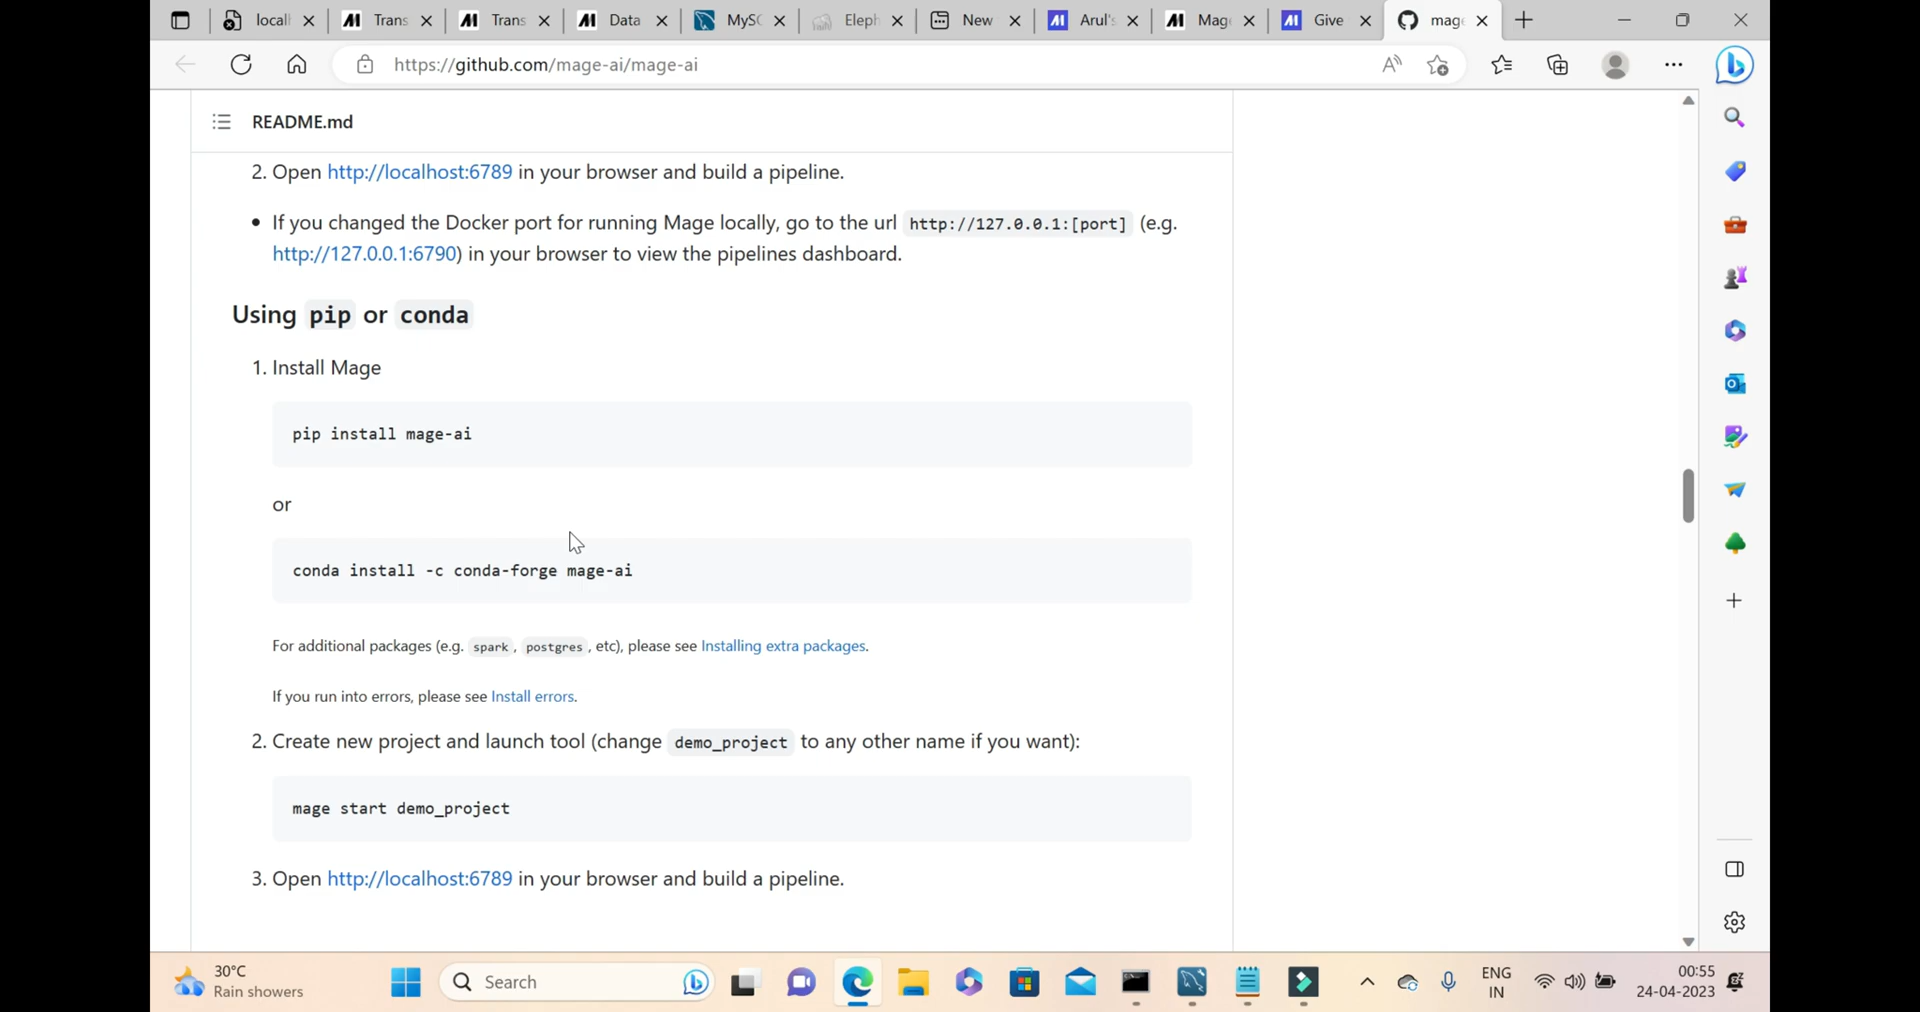 locall
Trans
Trans
Data
MySC
Eleph
New
Arul's
Mage
Give
mage
https://github.com/mage-ai/mage-ai
README.md
2. Open http://localhost:6789 in your browser and build a pipeline.
• If you changed the Docker port for running Mage locally, go to the url http://127.0.0.1:[port] (e.g.
http://127.0.0.1:6790) in your browser to view the pipelines dashboard.
Using pip or conda
1. Install Mage
pip install mage-ai
or
conda install -c conda-forge mage-ai
For additional packages (e.g. spark, postgres, etc), please see Installing extra packages.
If you run into errors, please see Install errors.
2. Create new project and launch tool (change demo_project to any other name if you want):
mage start demo_project
3. Open http://localhost:6789 in your browser and build a pipeline.
30°C
Rain showers
Search
ENG
IN
00:55
24-04-2023